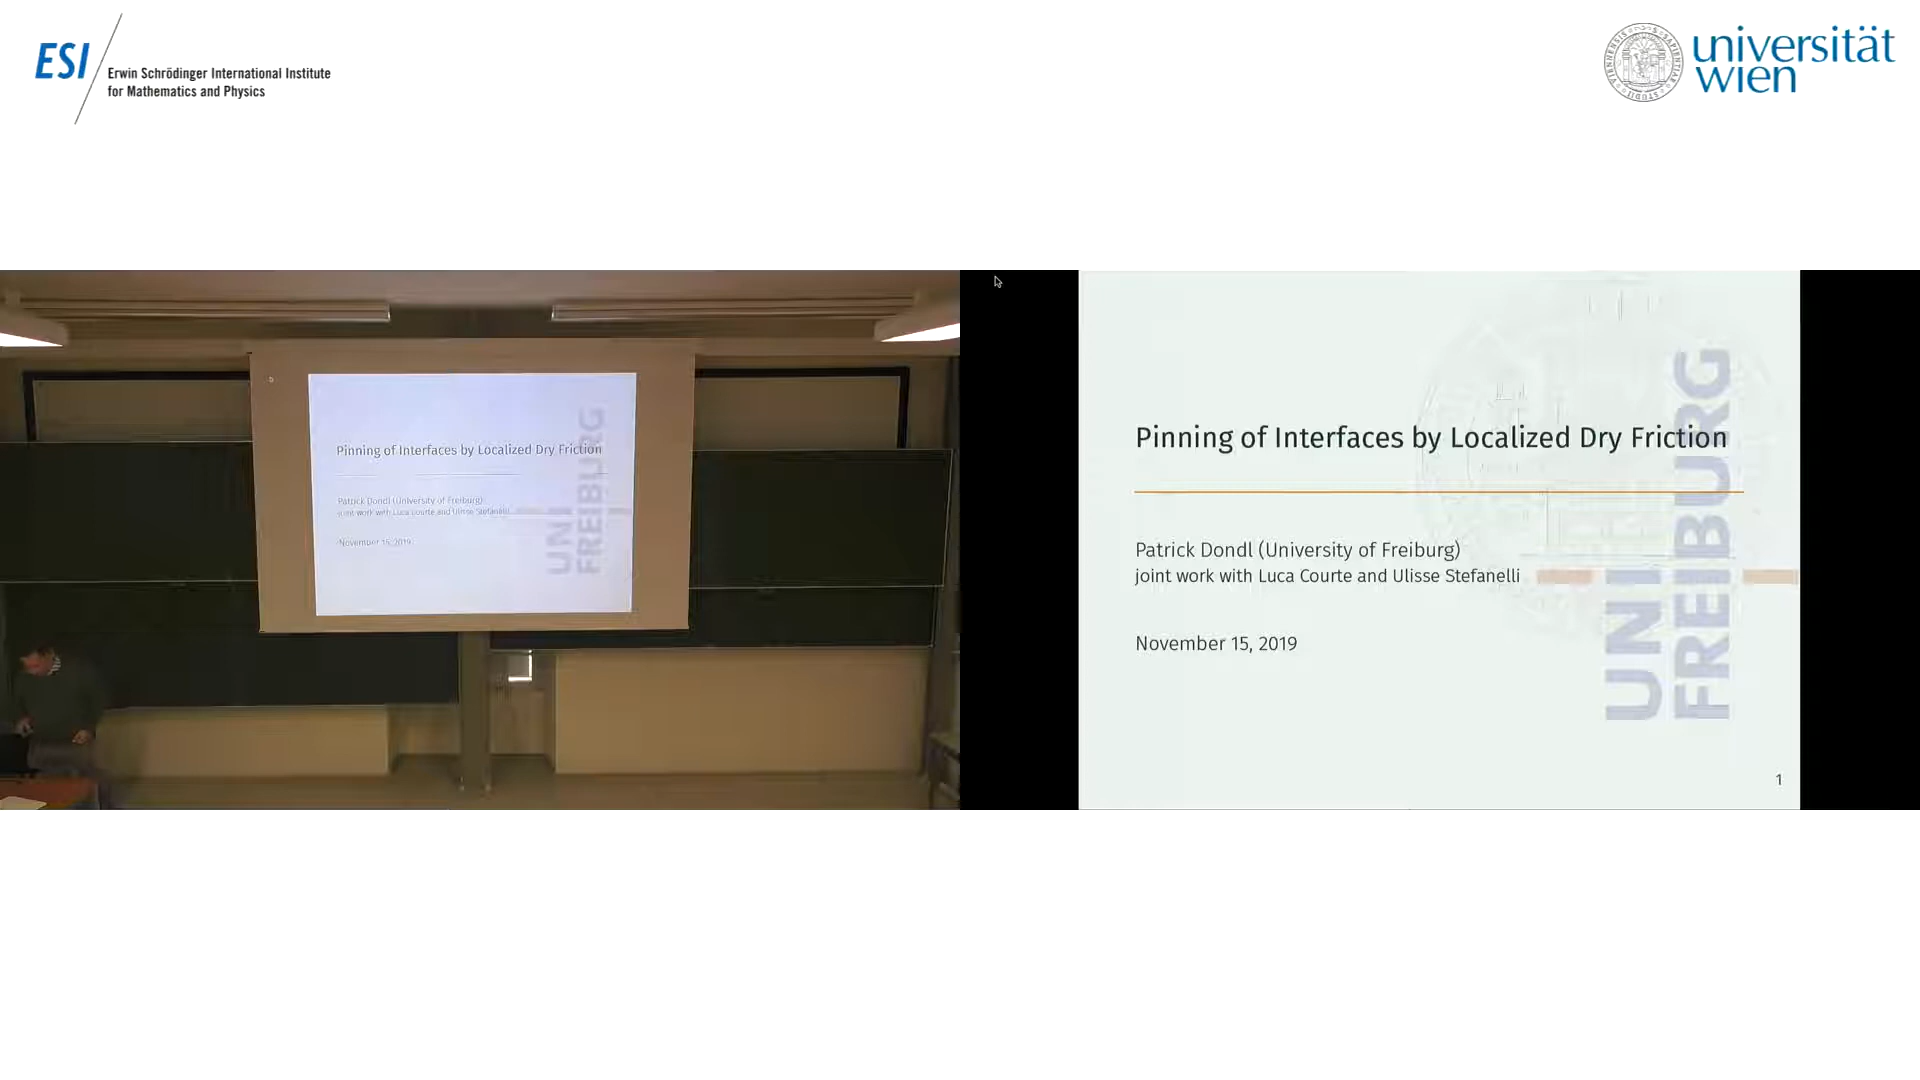 ESI
Erwin Schrödinger International Institute
for Mathematics and Physics
universität
wien
Pinning of Interfaces by Localized Dry Friction
Patrick Dondl (University of Freiburg)
joint work with Luca Courte and Ulisse Stefanelli
November 15, 2019
UNI
FREIBURG
Pinning of Interfaces by Localized Dry Friction
Patrick Dondl (University of Freiburg)
joint work with Luca Courte and Ulisse Stefanelli
November 15, 2019
UNI
FREIBURG
1